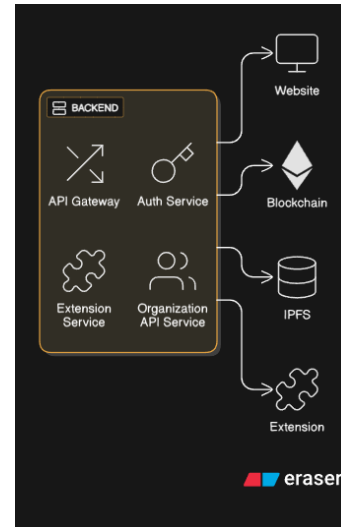 Website
BACKEND
API Gateway
Auth Service
Blockchain
Extension
Service
Organization
API Service
IPFS
Extension
eraser